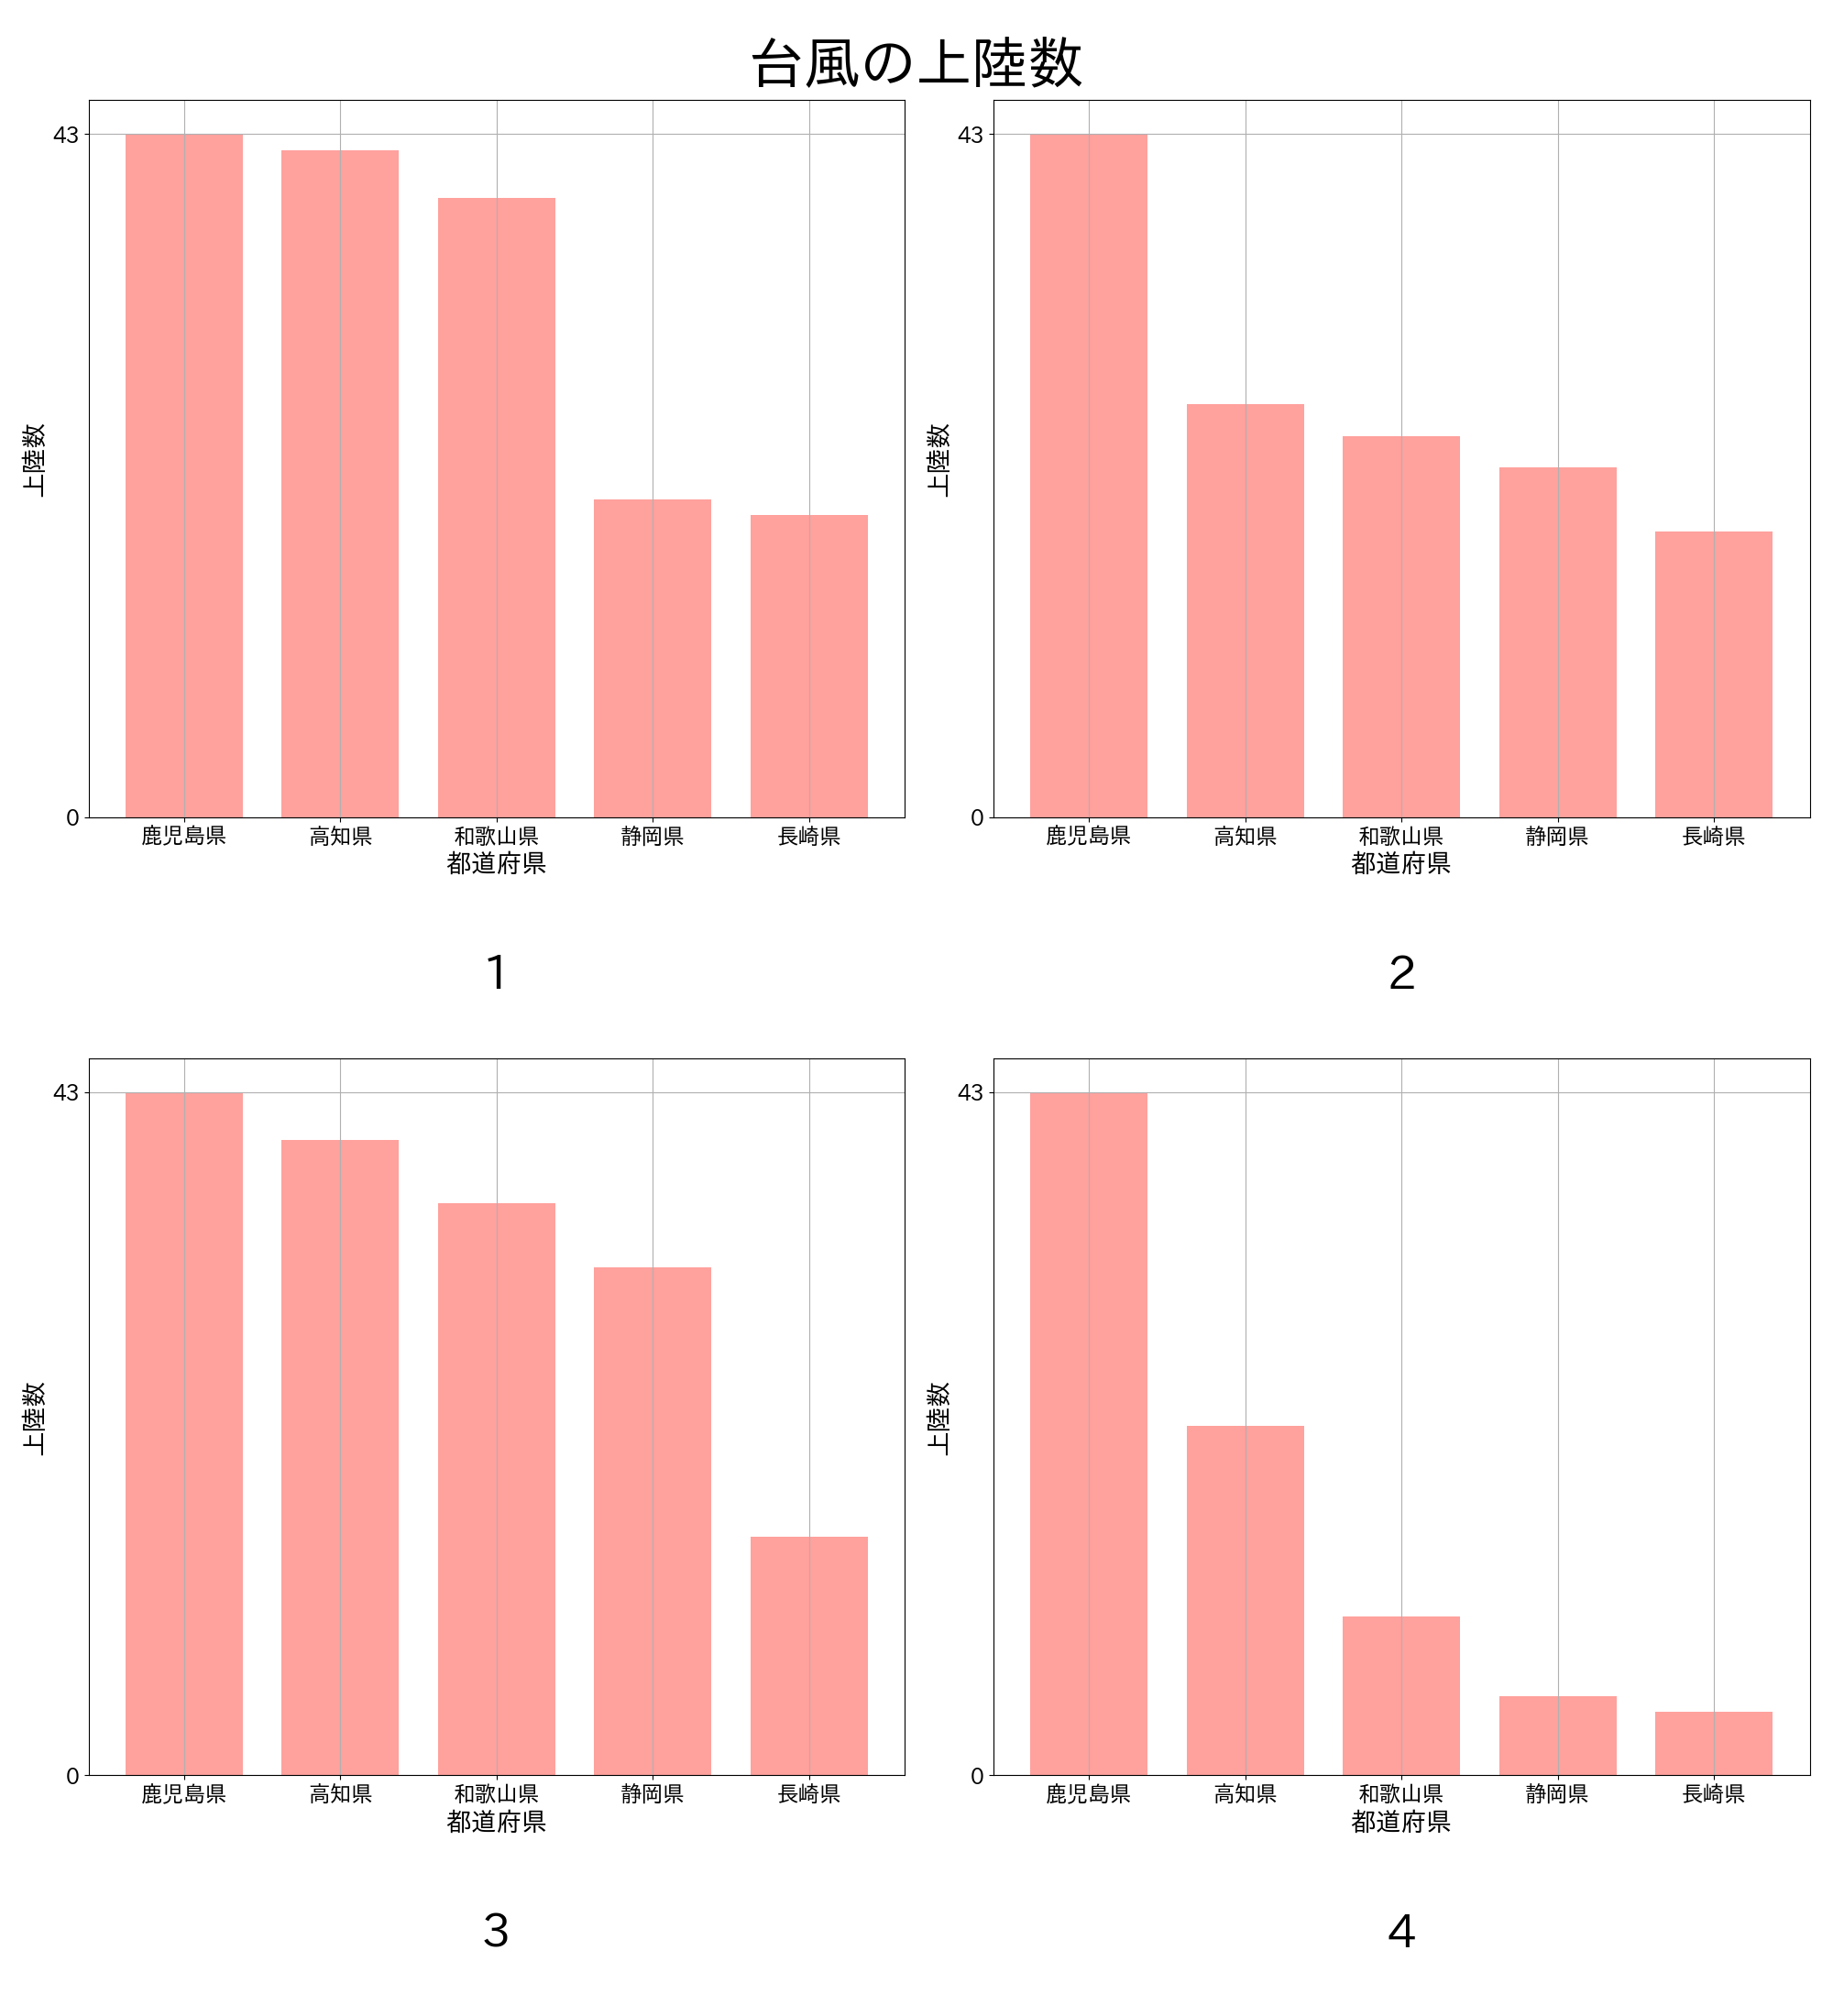 台風の上陸数
43
0
上陸数
鹿児島県 高知県 和歌山県 静岡県 長崎県
都道府県
1
43
0
上陸数
鹿児島県 高知県 和歌山県 静岡県 長崎県
都道府県
2
43
0
上陸数
鹿児島県 高知県 和歌山県 静岡県 長崎県
都道府県
3
43
0
上陸数
鹿児島県 高知県 和歌山県 静岡県 長崎県
都道府県
4